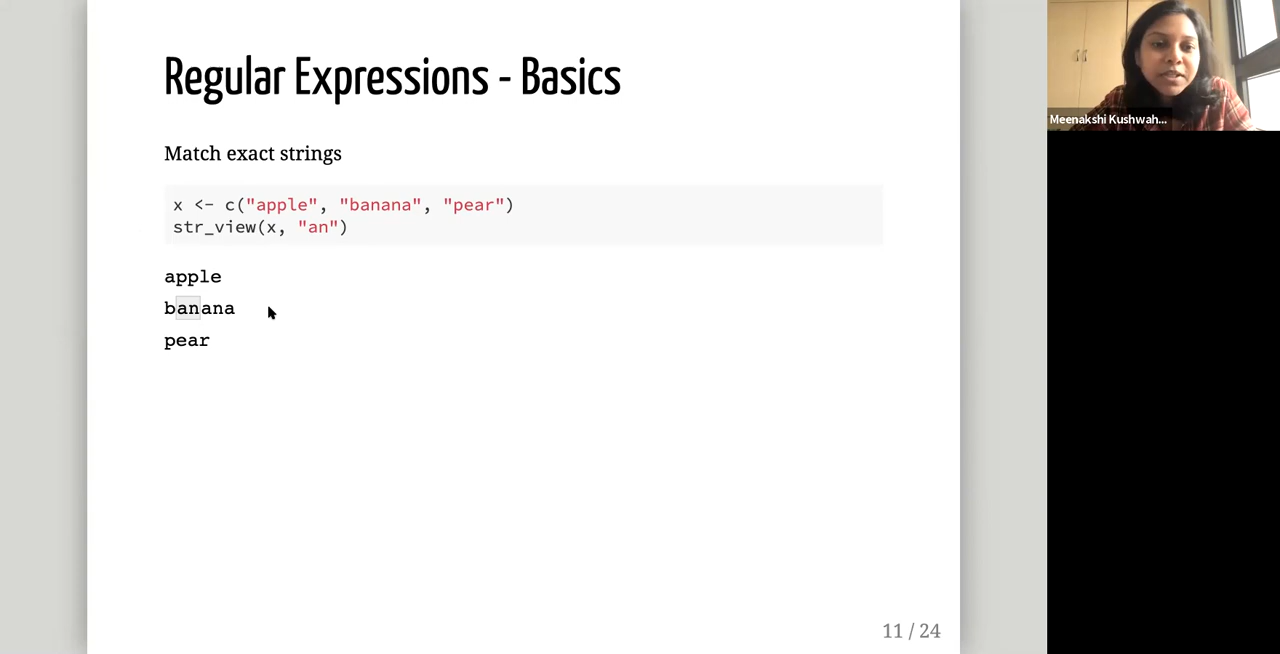 Regular Expressions - Basics
Match exact strings
x <- c("apple", "banana", "pear")
str_view(x, "an")
apple
banana
pear
11 / 24
Meenakshi Kushwah...